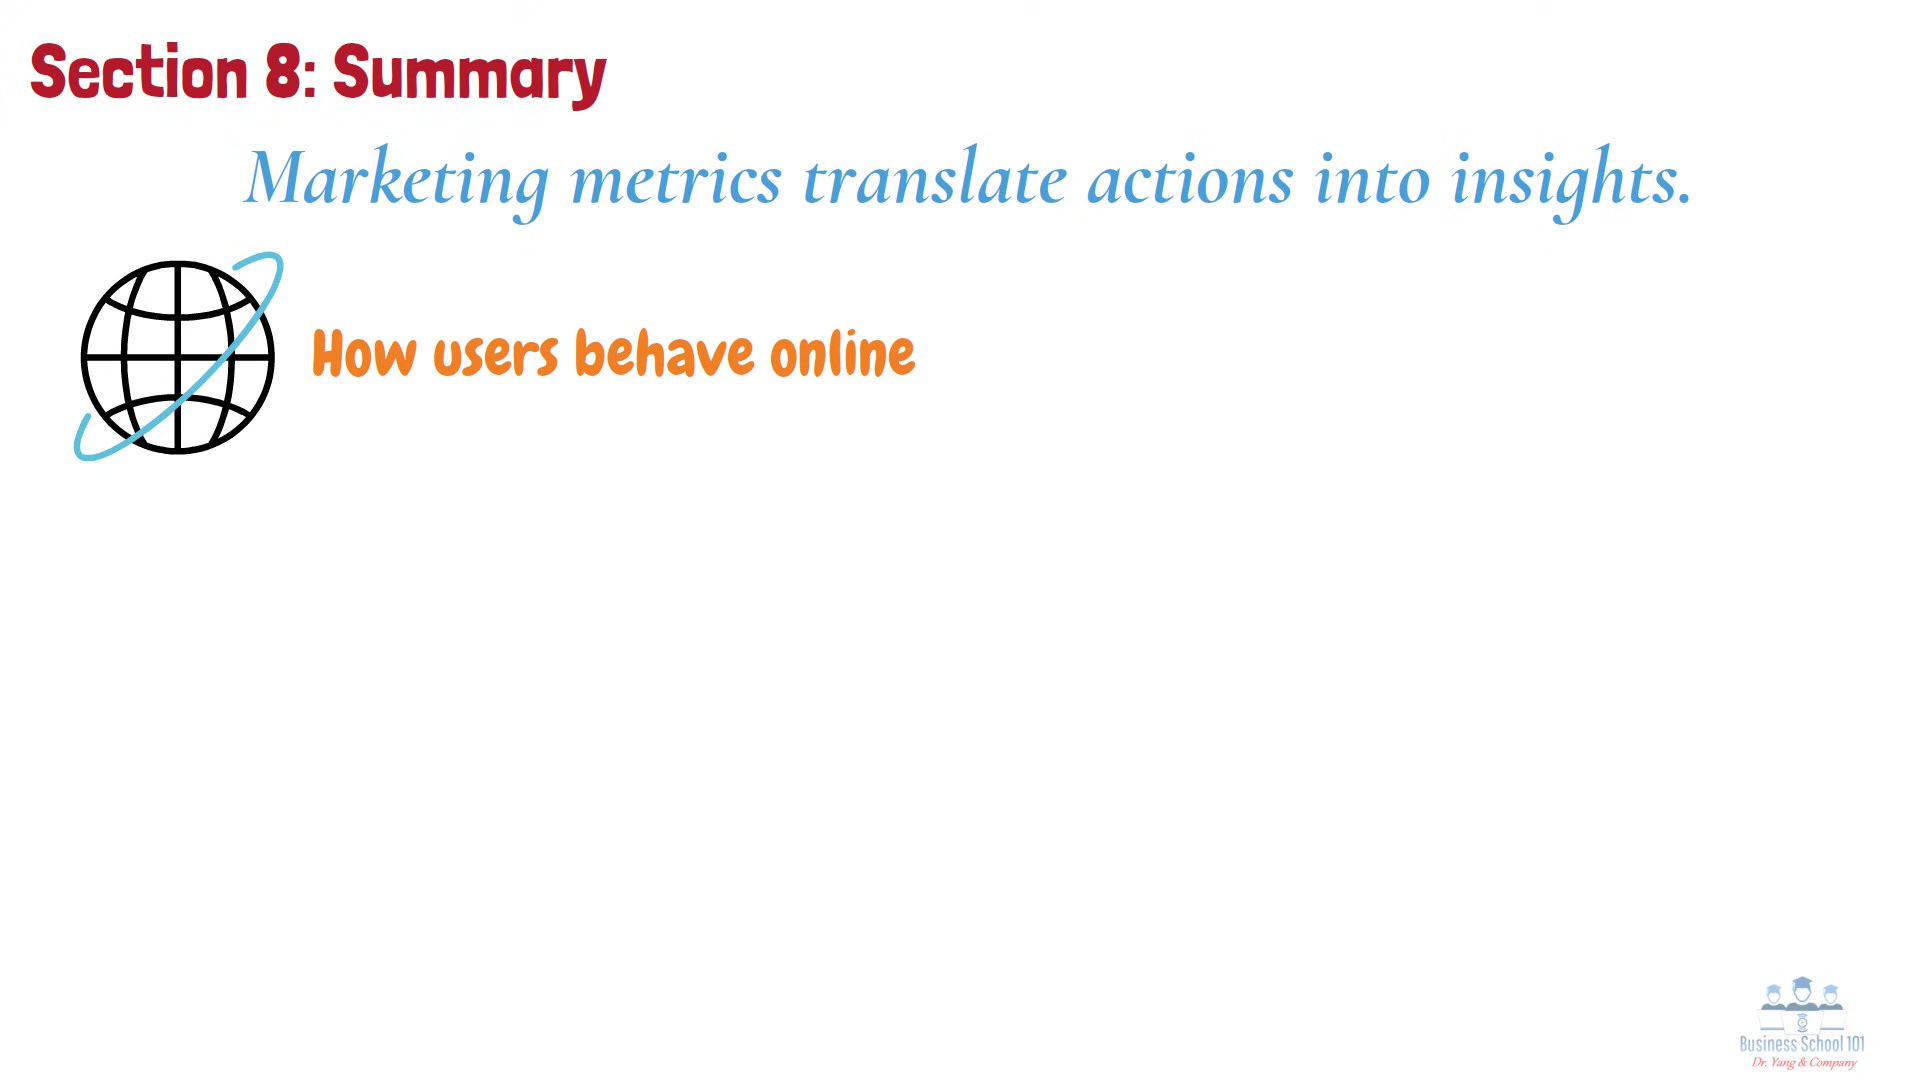 Section 8: Summary
Marketing metrics translate actions into insights.
How users behave online
Business School 101
Dr. Yang & Company